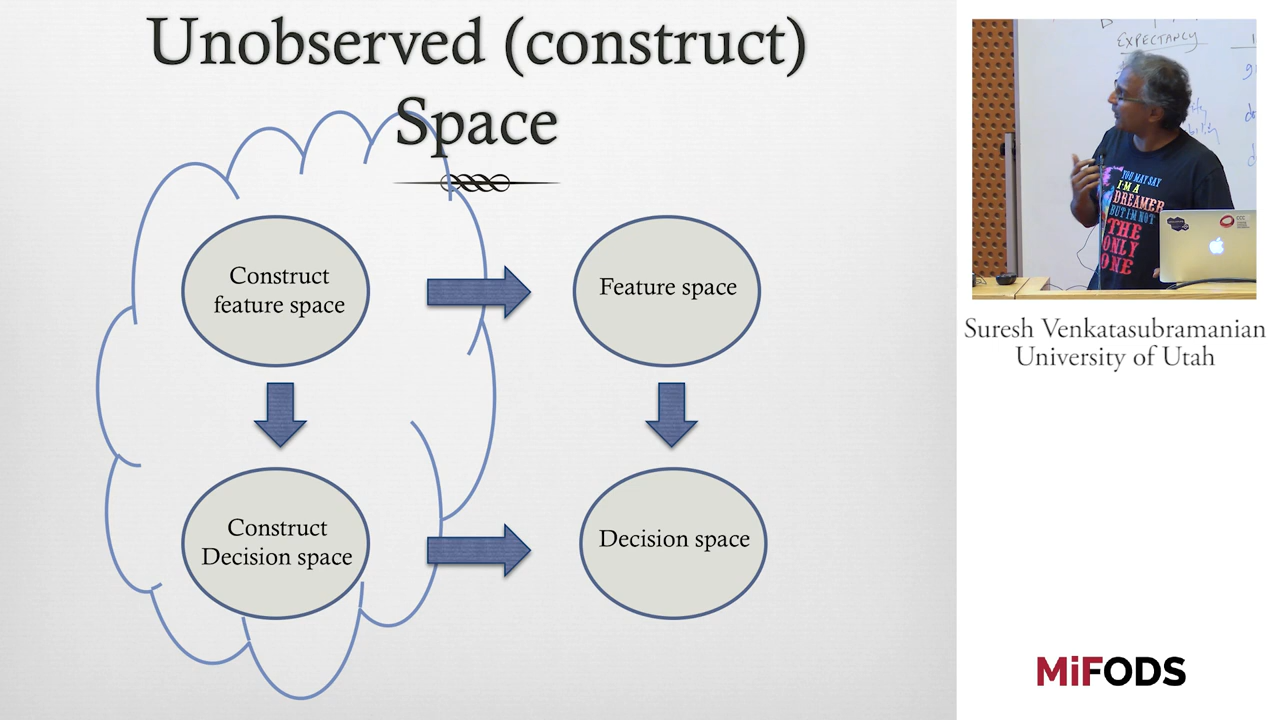 Unobserved (construct)
Space
Construct
feature space
Feature space
Construct
Decision space
Decision space
EXPECTANCY
YOU MAY SAY
I'M A
DREAMER
BUT I'M NOT
THE
ONLY
ONE
Suresh Venkatasubramanian
University of Utah
MiFODS